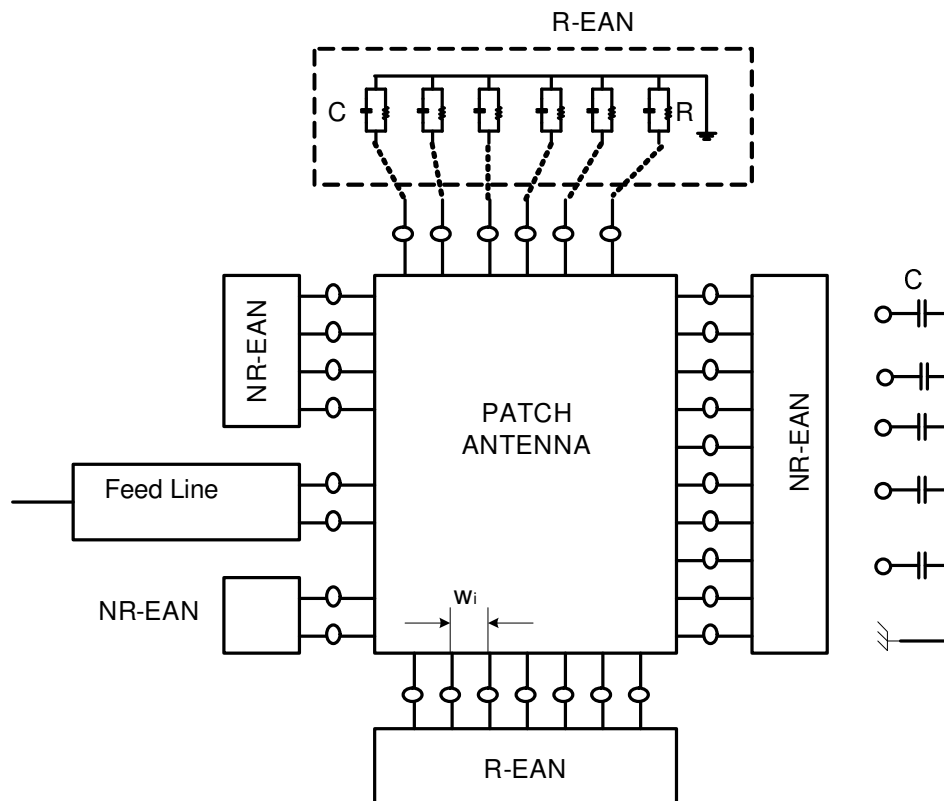 R-EAN
C
R
C
NR-EAN
PATCH
ANTENNA
NR-EAN
Feed Line
NR-EAN
wi
R-EAN